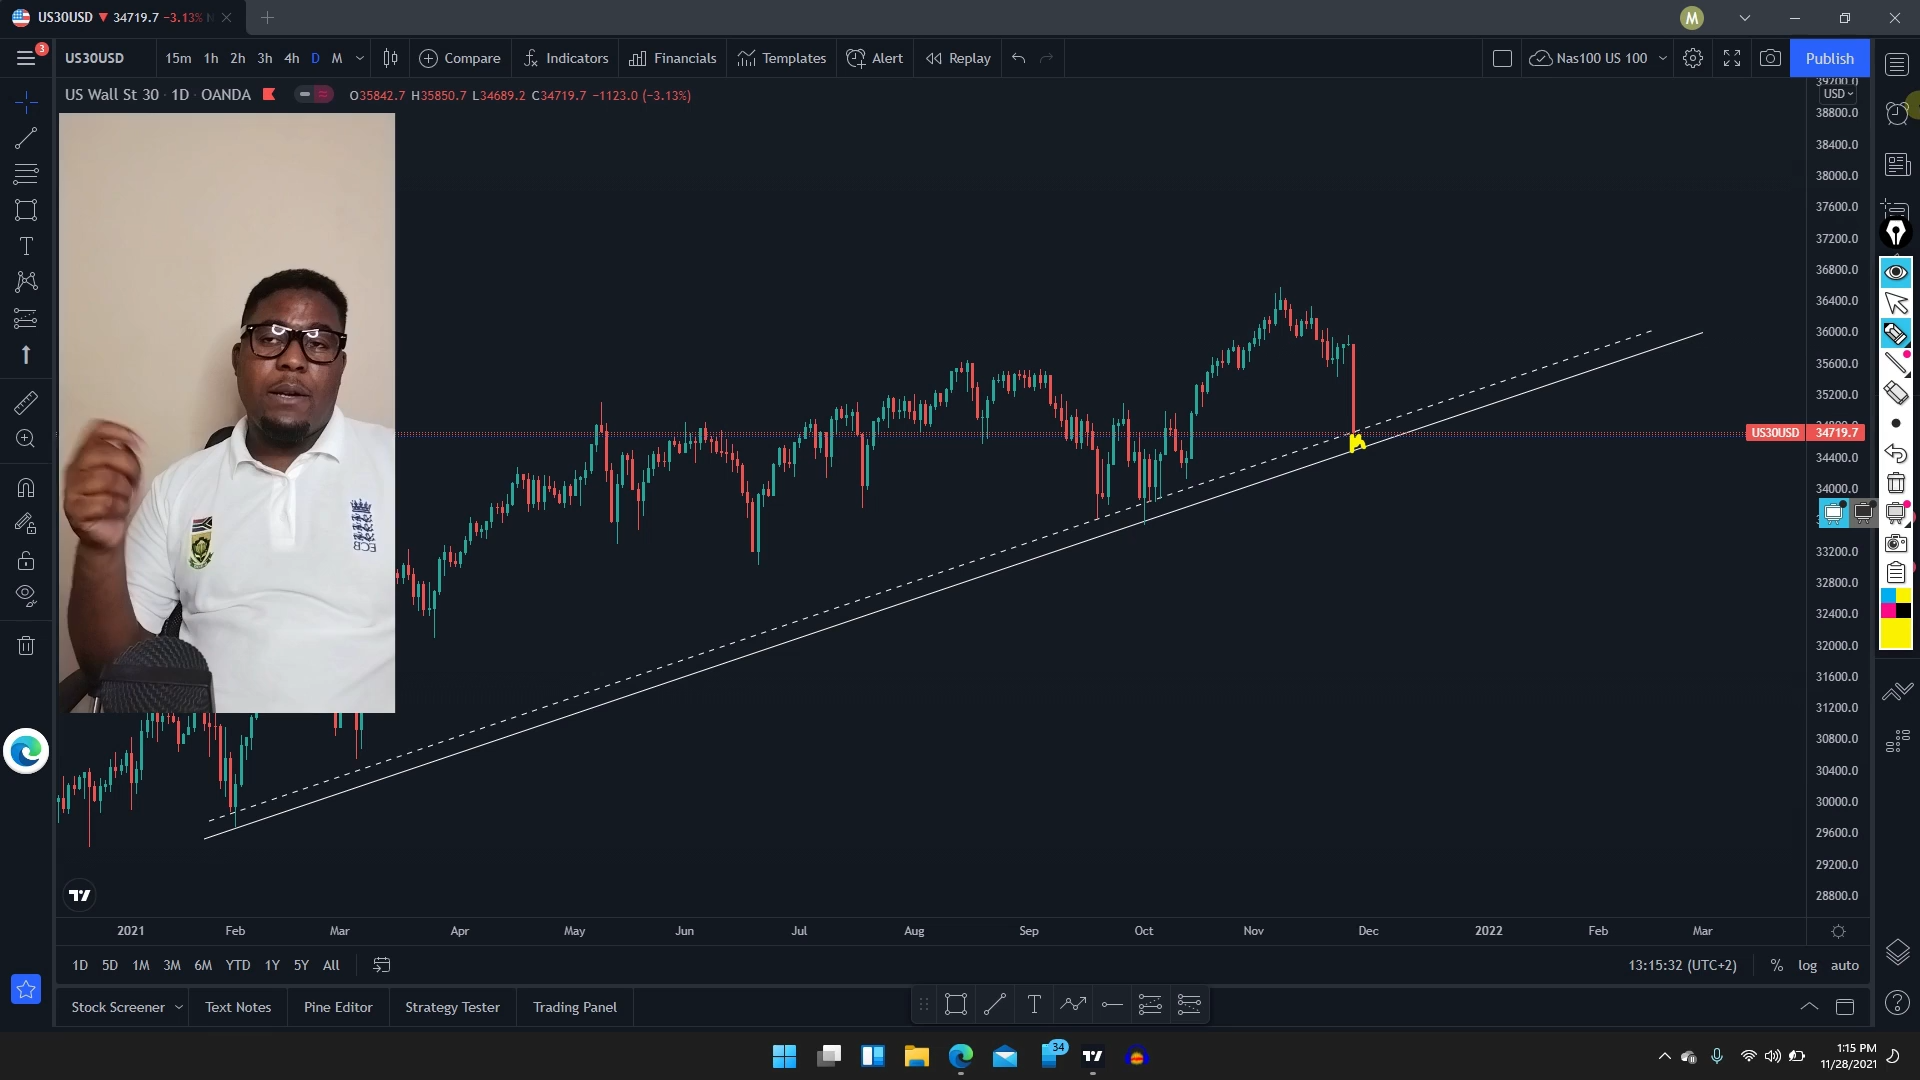 US30USD ▼ 34719.7 −3.13% N
M
3
US30USD
15m 1h 2h 3h 4h D M
Compare
Indicators
Financials
Templates
Alert
Replay
Nas100 US 100
Publish
US Wall St 30 · 1D · OANDA
O35842.7 H35850.7 L34689.2 C34719.7 −1123.0 (−3.13%)
39200.0
USD
38800.0
38400.0
38000.0
37600.0
37200.0
36800.0
36400.0
36000.0
35600.0
35200.0
US30USD 34719.7
34400.0
34000.0
33200.0
32800.0
32400.0
32000.0
31600.0
31200.0
30800.0
30400.0
30000.0
29600.0
29200.0
28800.0
2021 Feb Mar Apr May Jun Jul Aug Sep Oct Nov Dec 2022 Feb Mar
1D 5D 1M 3M 6M YTD 1Y 5Y All
13:15:32 (UTC+2) % log auto
Stock Screener
Text Notes
Pine Editor
Strategy Tester
Trading Panel
34
1:15 PM
11/28/2021